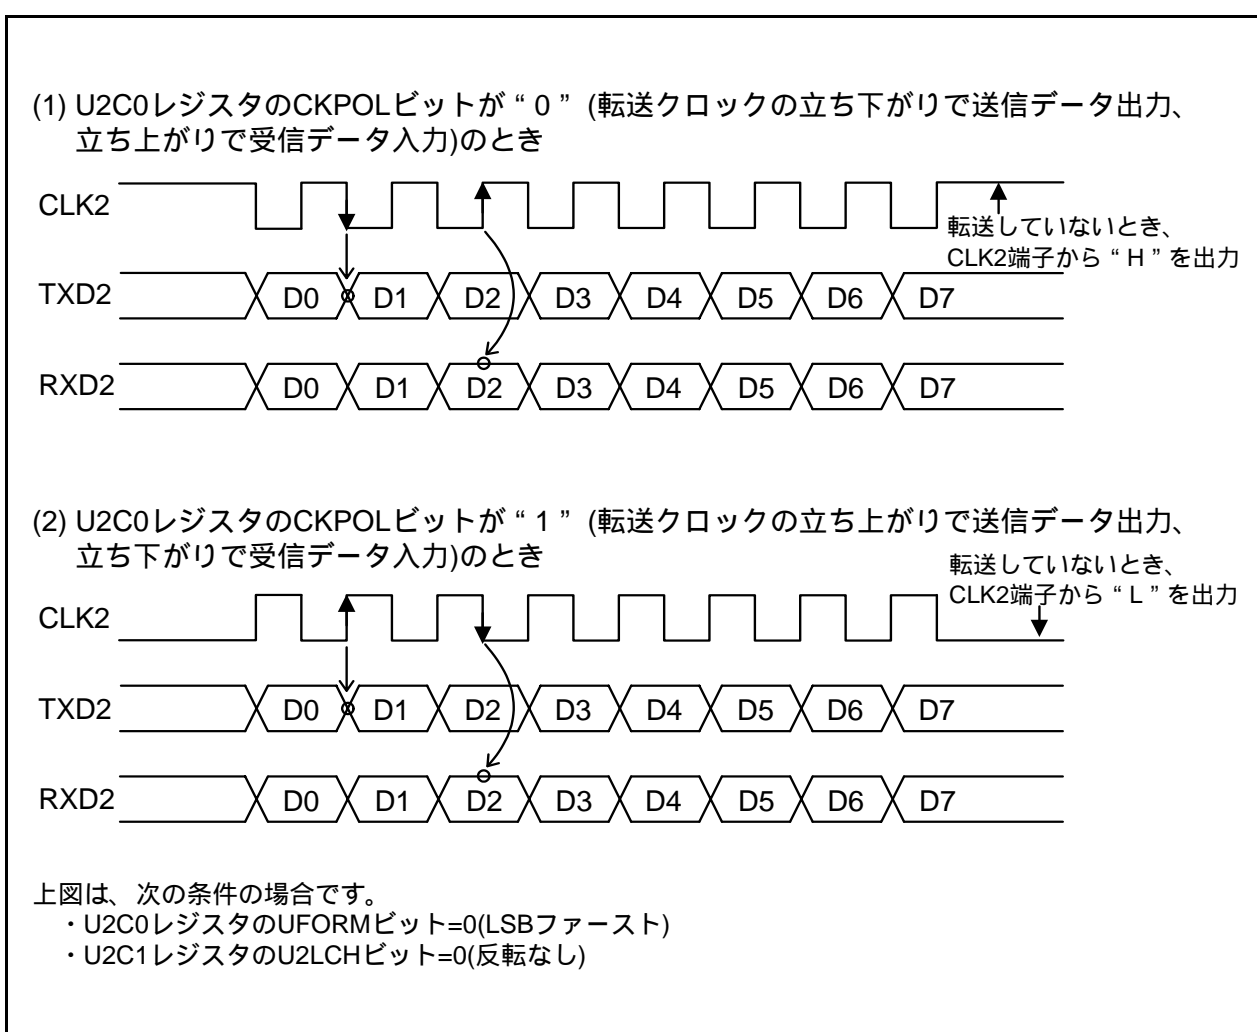 (1) U2C0レジスタのCKPOLビットが“0”(転送クロックの立ち下がりで送信データ出力、
立ち上がりで受信データ入力)のとき
CLK2
転送していないとき、
CLK2端子から“H”を出力
TXD2 D0 D1 D2 D3 D4 D5 D6 D7
RXD2 D0 D1 D2 D3 D4 D5 D6 D7
(2) U2C0レジスタのCKPOLビットが“1”(転送クロックの立ち上がりで送信データ出力、
立ち下がりで受信データ入力)のとき
転送していないとき、
CLK2端子から“L”を出力
CLK2
TXD2 D0 D1 D2 D3 D4 D5 D6 D7
RXD2 D0 D1 D2 D3 D4 D5 D6 D7
上図は、次の条件の場合です。
・U2C0レジスタのUFORMビット=0(LSBファースト)
・U2C1レジスタのU2LCHビット=0(反転なし)